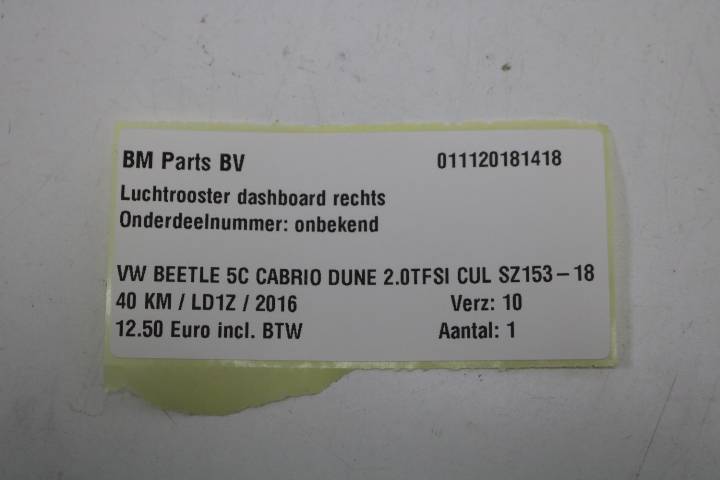 BM Parts BV 011120181418
Luchtrooster dashboard rechts
Onderdeelnummer: onbekend
VW BEETLE 5C CABRIO DUNE 2.0TFSI CUL SZ153-18
40 KM / LD1Z / 2016 Verz: 10
12.50 Euro incl. BTW Aantal: 1